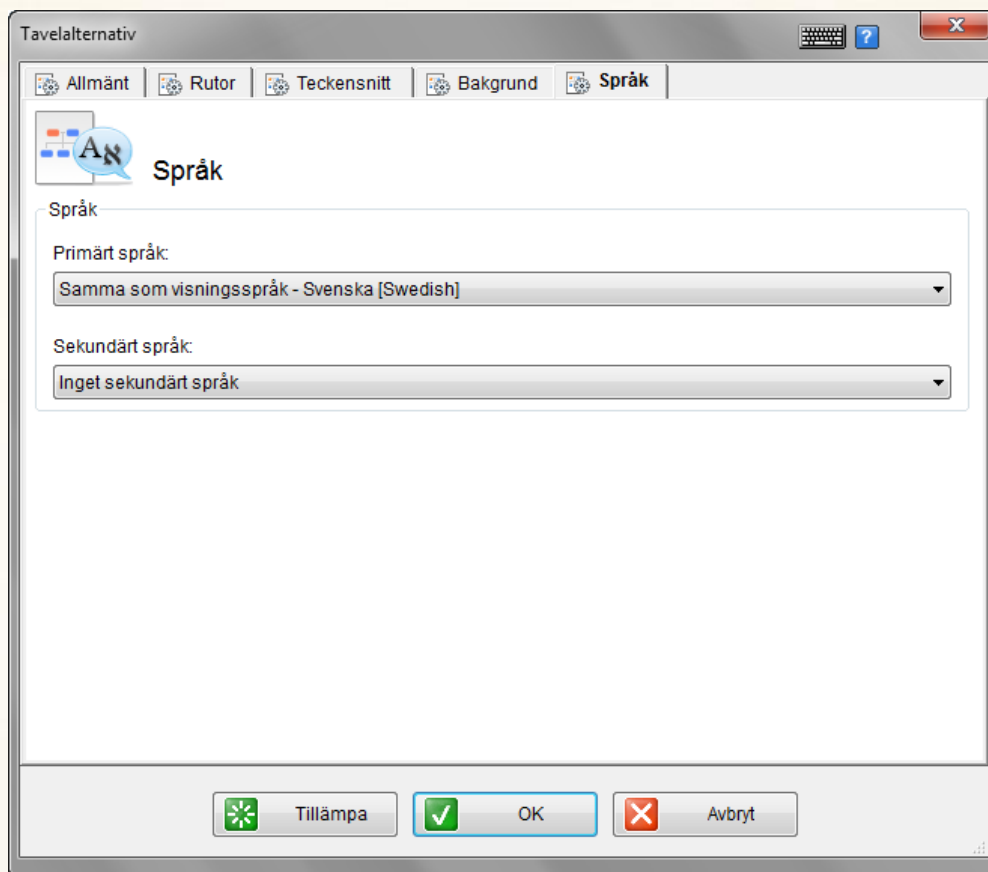 Tavelalternativ
?
X
Allmänt Rutor Teckensnitt Bakgrund Språk
Aא
Språk
Språk
Primärt språk:
Samma som visningsspråk - Svenska [Swedish]
Sekundärt språk:
Inget sekundärt språk
Tillämpa OK Avbryt